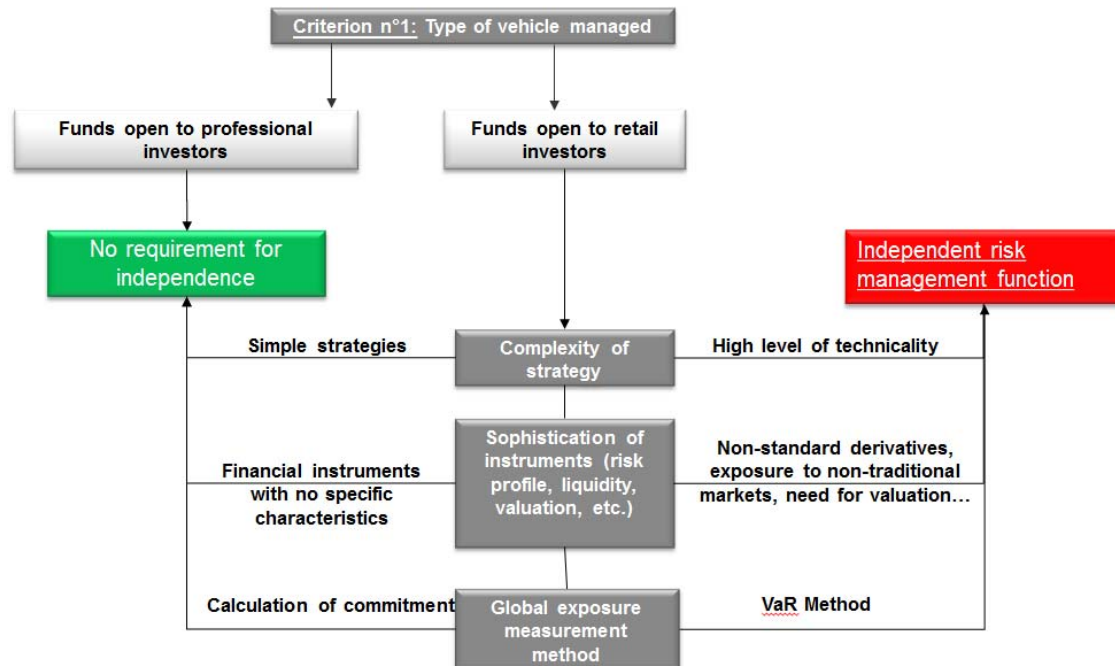 Criterion n°1: Type of vehicle managed
Funds open to professional
investors
Funds open to retail
investors
No requirement for
independence
Independent risk
management function
Simple strategies
Complexity of
strategy
High level of technicality
Financial instruments
with no specific
characteristics
Sophistication of
instruments (risk
profile, liquidity,
valuation, etc.)
Non-standard derivatives,
exposure to non-traditional
markets, need for valuation…
Calculation of commitment
Global exposure
measurement
method
VaR Method